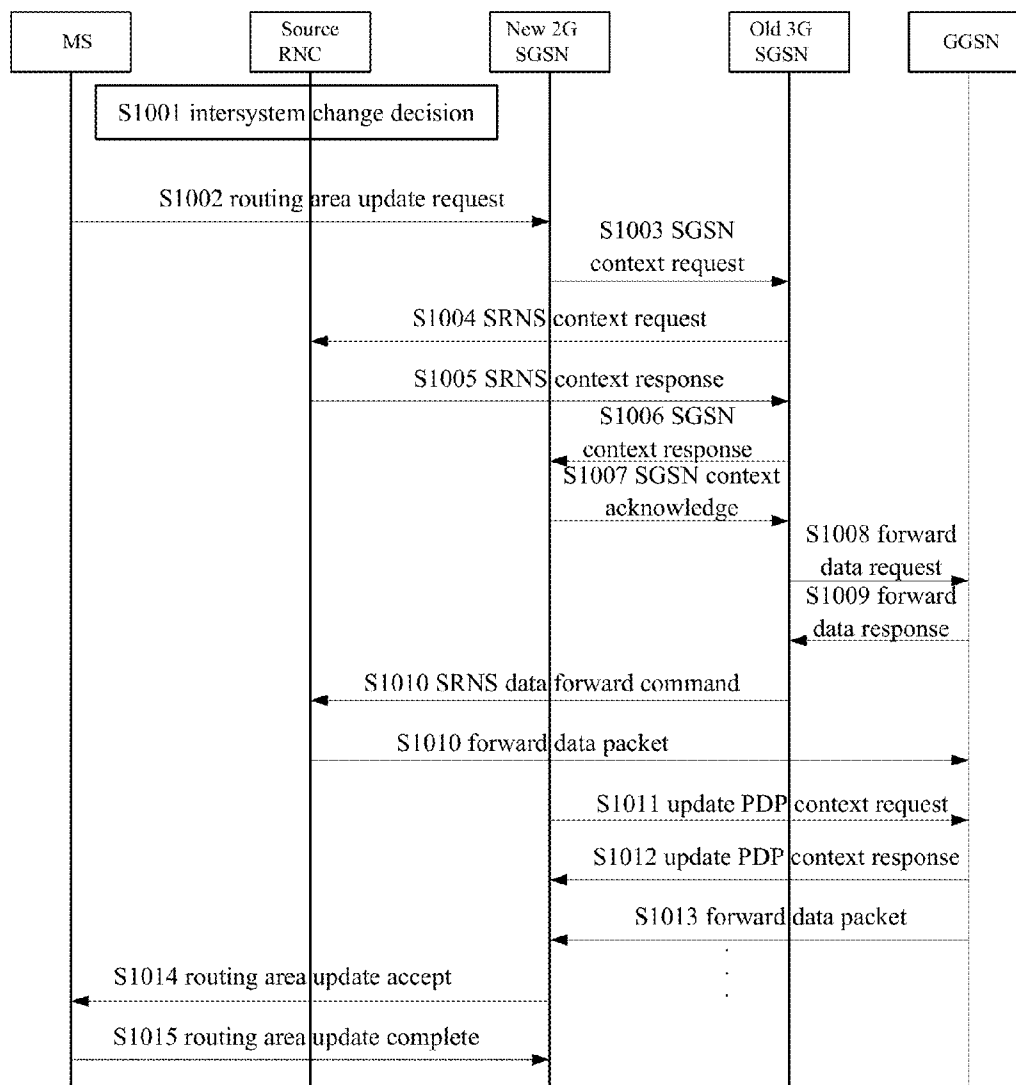 MS
Source
RNC
New 2G
SGSN
Old 3G
SGSN
GGSN
S1001 intersystem change decision
S1002 routing area update request
S1003 SGSN
context request
S1004 SRNS context request
S1005 SRNS context response
S1006 SGSN
context response
S1007 SGSN context
acknowledge
S1008 forward
data request
S1009 forward
data response
S1010 SRNS data forward command
S1010 forward data packet
S1011 update PDP context request
S1012 update PDP context response
S1013 forward data packet
S1014 routing area update accept
S1015 routing area update complete